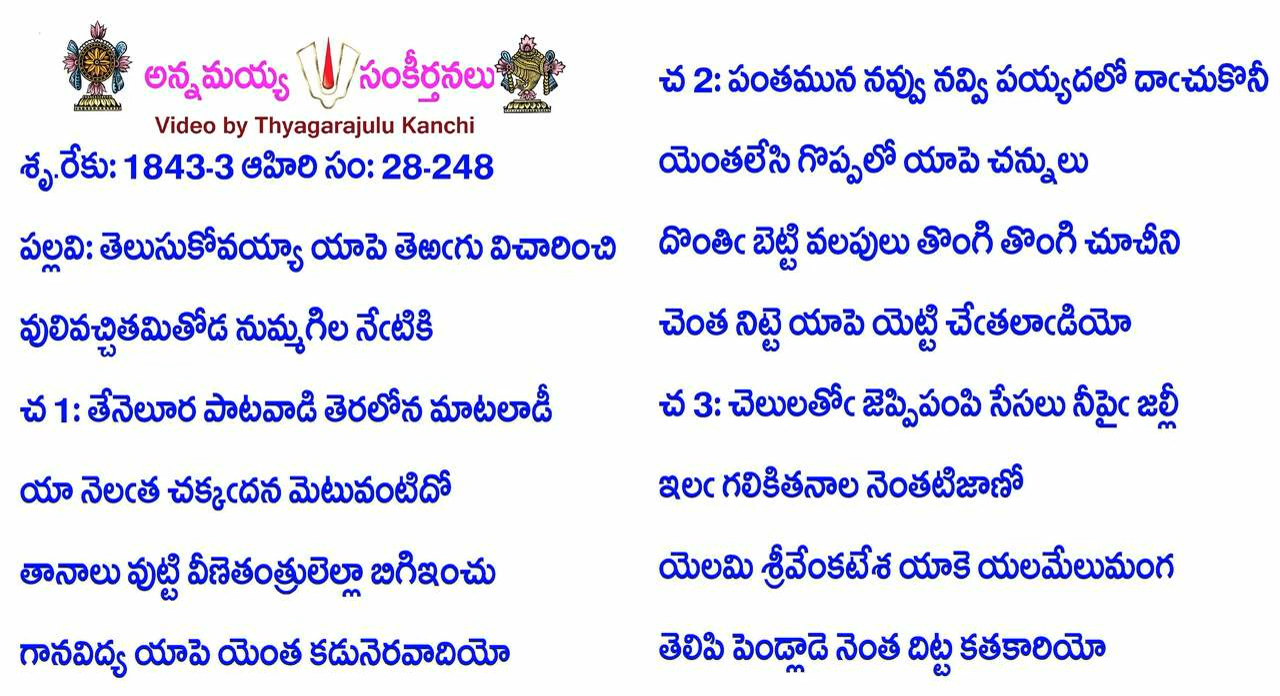 అన్నమయ్య సంకీర్తనలు
Video by Thyagarajulu Kanchi
శృ.రేకు: 1843-3 ఆహిరి సం: 28-248
పల్లవి: తెలుసుకోవయ్యా యాపె తెఱఁగు విచారించి
వులివచ్చితమితోడ నుమ్మగిల నేఁటికి
చ 1: తేనెలూర పాటవాడి తెరలోన మాటలాడీ
యా నెలఁత చక్కఁదన మెటువంటిదో
తానాలు వుట్టి వీణెతంత్రులెల్లా బిగిఇంచు
గానవిద్య యాపె యెంత కడునెరవాదియో
చ 2: పంతమున నవ్వు నవ్వి పయ్యదలో దాఁచుకొనీ
యెంతలేసి గొప్పలో యాపె చన్నులు
దొంతిఁ బెట్టి వలపులు తొంగి తొంగి చూచీని
చెంత నిట్టె యాపె యెట్టి చేఁతలాఁడియో
చ 3: చెలులతోఁ జెప్పిపంపి సేసలు నీపైఁ జల్లీ
ఇలఁ గలికితనాల నెంతటిజాణో
యెలమి శ్రీవేంకటేశ యాకె యలమేలుమంగ
తెలిపి పెండ్లాడె నెంత దిట్ట కతకారియో